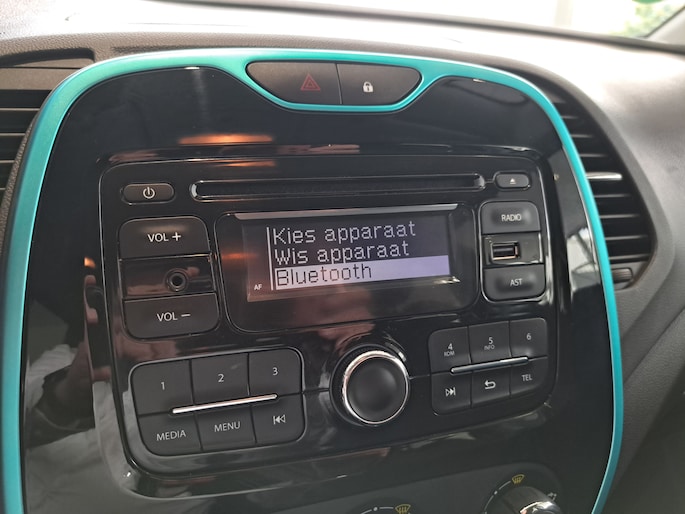 VOL +
VOL −
Kies apparaat
Wis apparaat
Bluetooth
AF
RADIO
AST
1
2
3
MEDIA
MENU
4
ROM
5
INFO
6
TEL